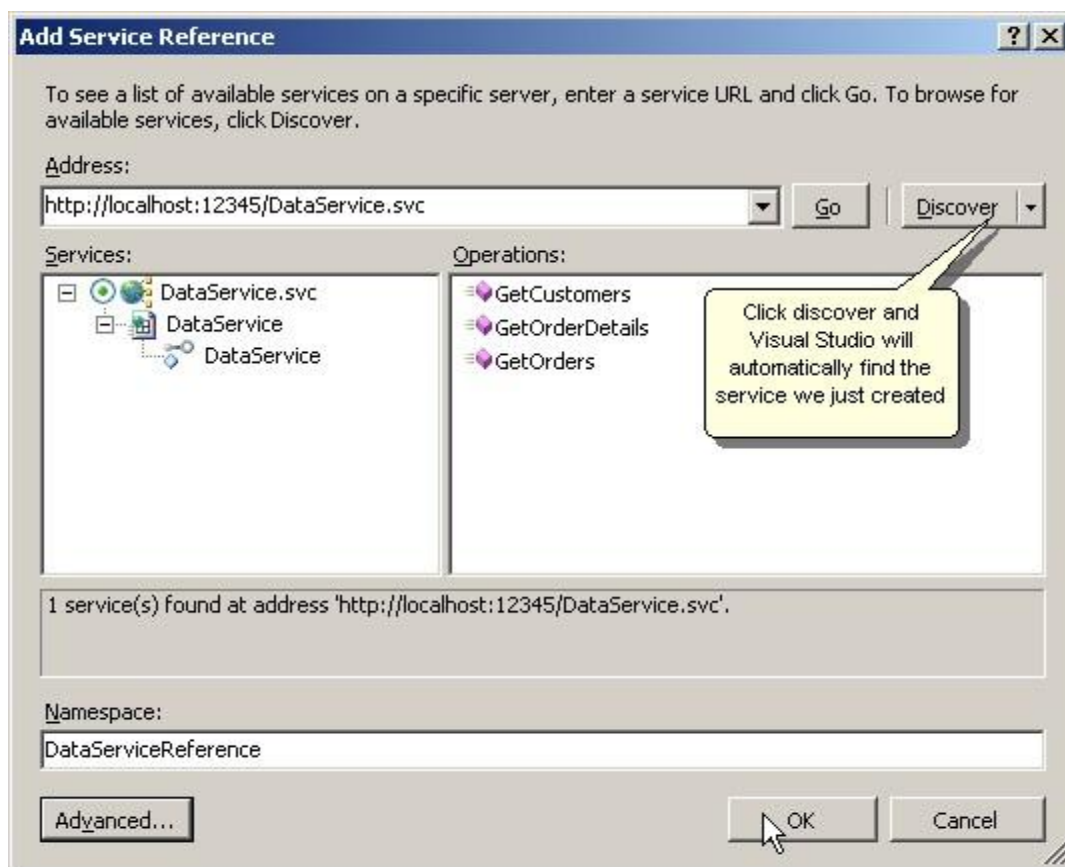 Add Service Reference
To see a list of available services on a specific server, enter a service URL and click Go. To browse for
available services, click Discover.
Address:
http://localhost:12345/DataService.svc
Go
Discover
Services:
DataService.svc
DataService
DataService
Operations:
GetCustomers
GetOrderDetails
GetOrders
Click discover and
Visual Studio will
automatically find the
service we just created
1 service(s) found at address 'http://localhost:12345/DataService.svc'.
Namespace:
DataServiceReference
Advanced...
OK
Cancel